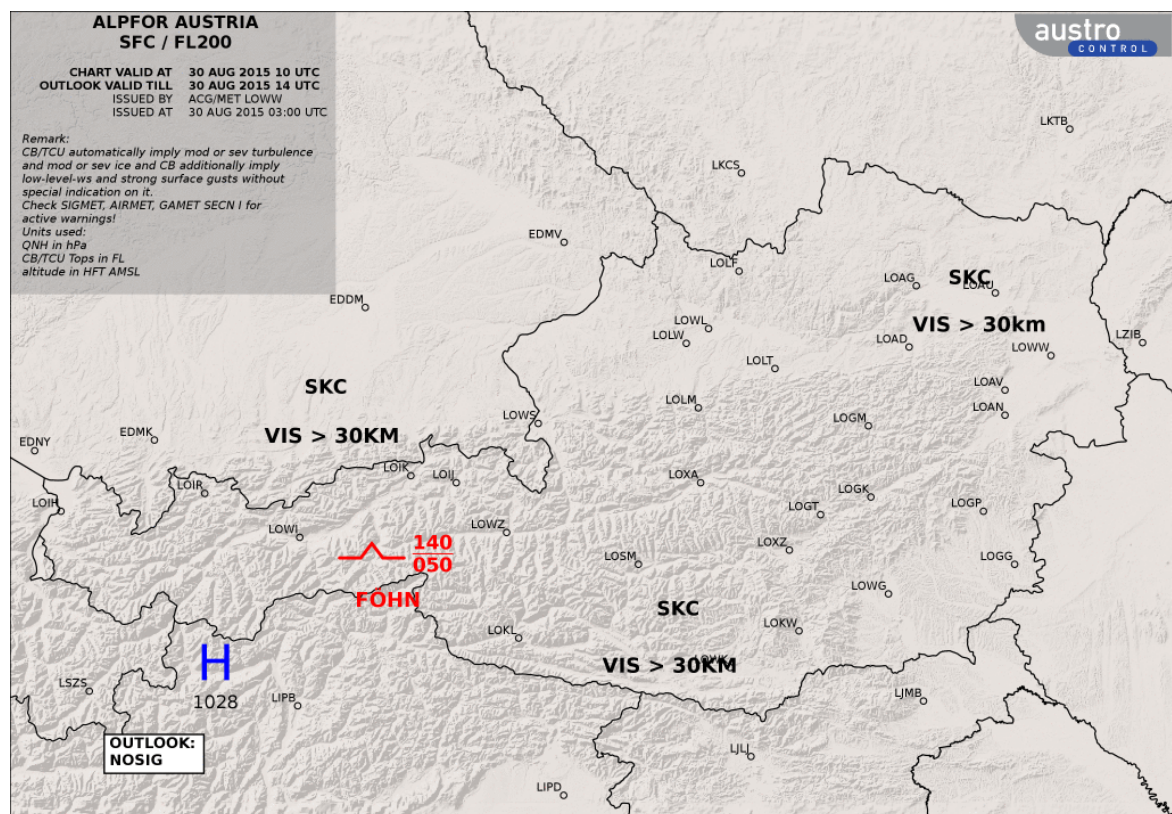 ALPFOR AUSTRIA
SFC / FL200
CHART VALID AT 30 AUG 2015 10 UTC
OUTLOOK VALID TILL 30 AUG 2015 14 UTC
ISSUED BY ACG/MET LOWW
ISSUED AT 30 AUG 2015 03:00 UTC
Remark:
CB/TCU automatically imply mod or sev turbulence
and mod or sev ice and CB additionally imply
low-level-ws and strong surface gusts without
special indication on it.
Check SIGMET, AIRMET, GAMET SECN I for
active warnings!
Units used:
QNH in hPa
CB/TCU Tops in FL
altitude in HFT AMSL
austro
CONTROL
LKTB
LKCS
EDMV
LOLF
LOAG
SKC
LOAU
EDDM
LOWL
VIS > 30km
LOLW
LOAD
LOWW
LZIB
LOLT
SKC
LOAV
LOLM
LOAN
LOWS
LOGM
VIS > 30KM
EDMK
EDNY
LOIK
LOIJ
LOXA
LOIR
LOGK
LOIH
LOGP
LOGT
LOWI
LOWZ
140
050
LOXZ
LOSM
LOGG
FÖHN
LOWG
SKC
LOKW
LOKL
H
VIS > 30KM
LOWK
1028
LSZS
LIPB
LJMB
OUTLOOK:
NOSIG
LJLJ
LIPD